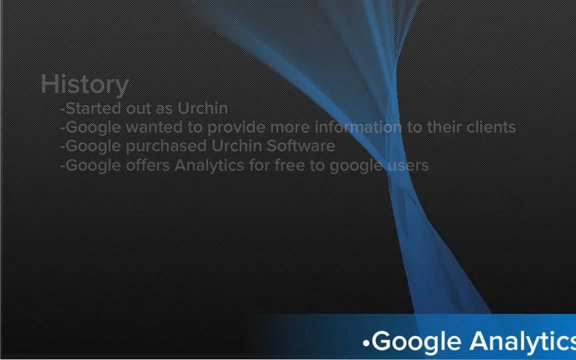 History
-Started out as Urchin
-Google wanted to provide more information to their clients
-Google purchased Urchin Software
-Google offers Analytics for free to google users
•Google Analytics